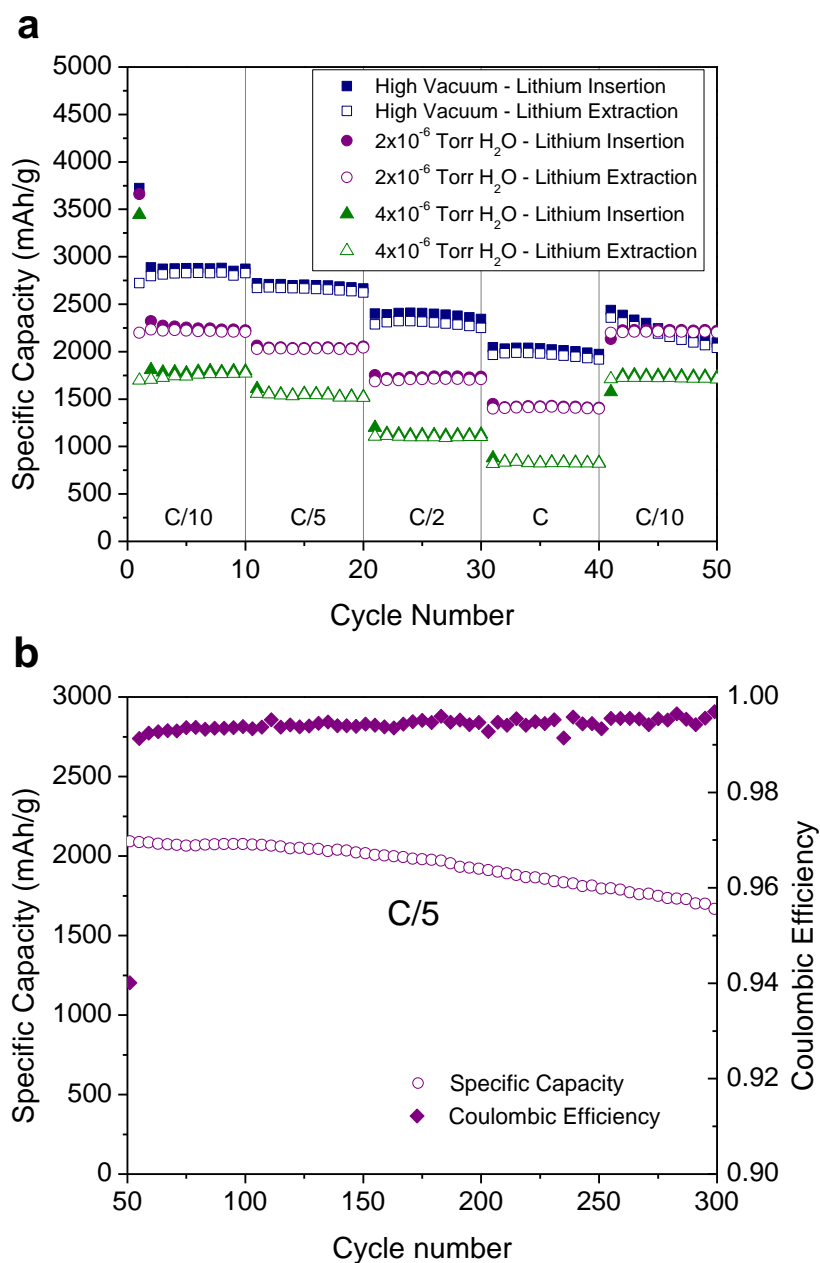 a
5000
4500
4000
3500
3000
2500
2000
1500
1000
500
0
Specific Capacity (mAh/g)
High Vacuum - Lithium Insertion
High Vacuum - Lithium Extraction
2x10⁻⁶ Torr H₂O - Lithium Insertion
2x10⁻⁶ Torr H₂O - Lithium Extraction
4x10⁻⁶ Torr H₂O - Lithium Insertion
4x10⁻⁶ Torr H₂O - Lithium Extraction
C/10 C/5 C/2 C C/10
0 10 20 30 40 50
Cycle Number
b
3000
2500
2000
1500
1000
500
0
Specific Capacity (mAh/g)
C/5
Specific Capacity
Coulombic Efficiency
1.00
0.98
0.96
0.94
0.92
0.90
Coulombic Efficiency
50 100 150 200 250 300
Cycle number